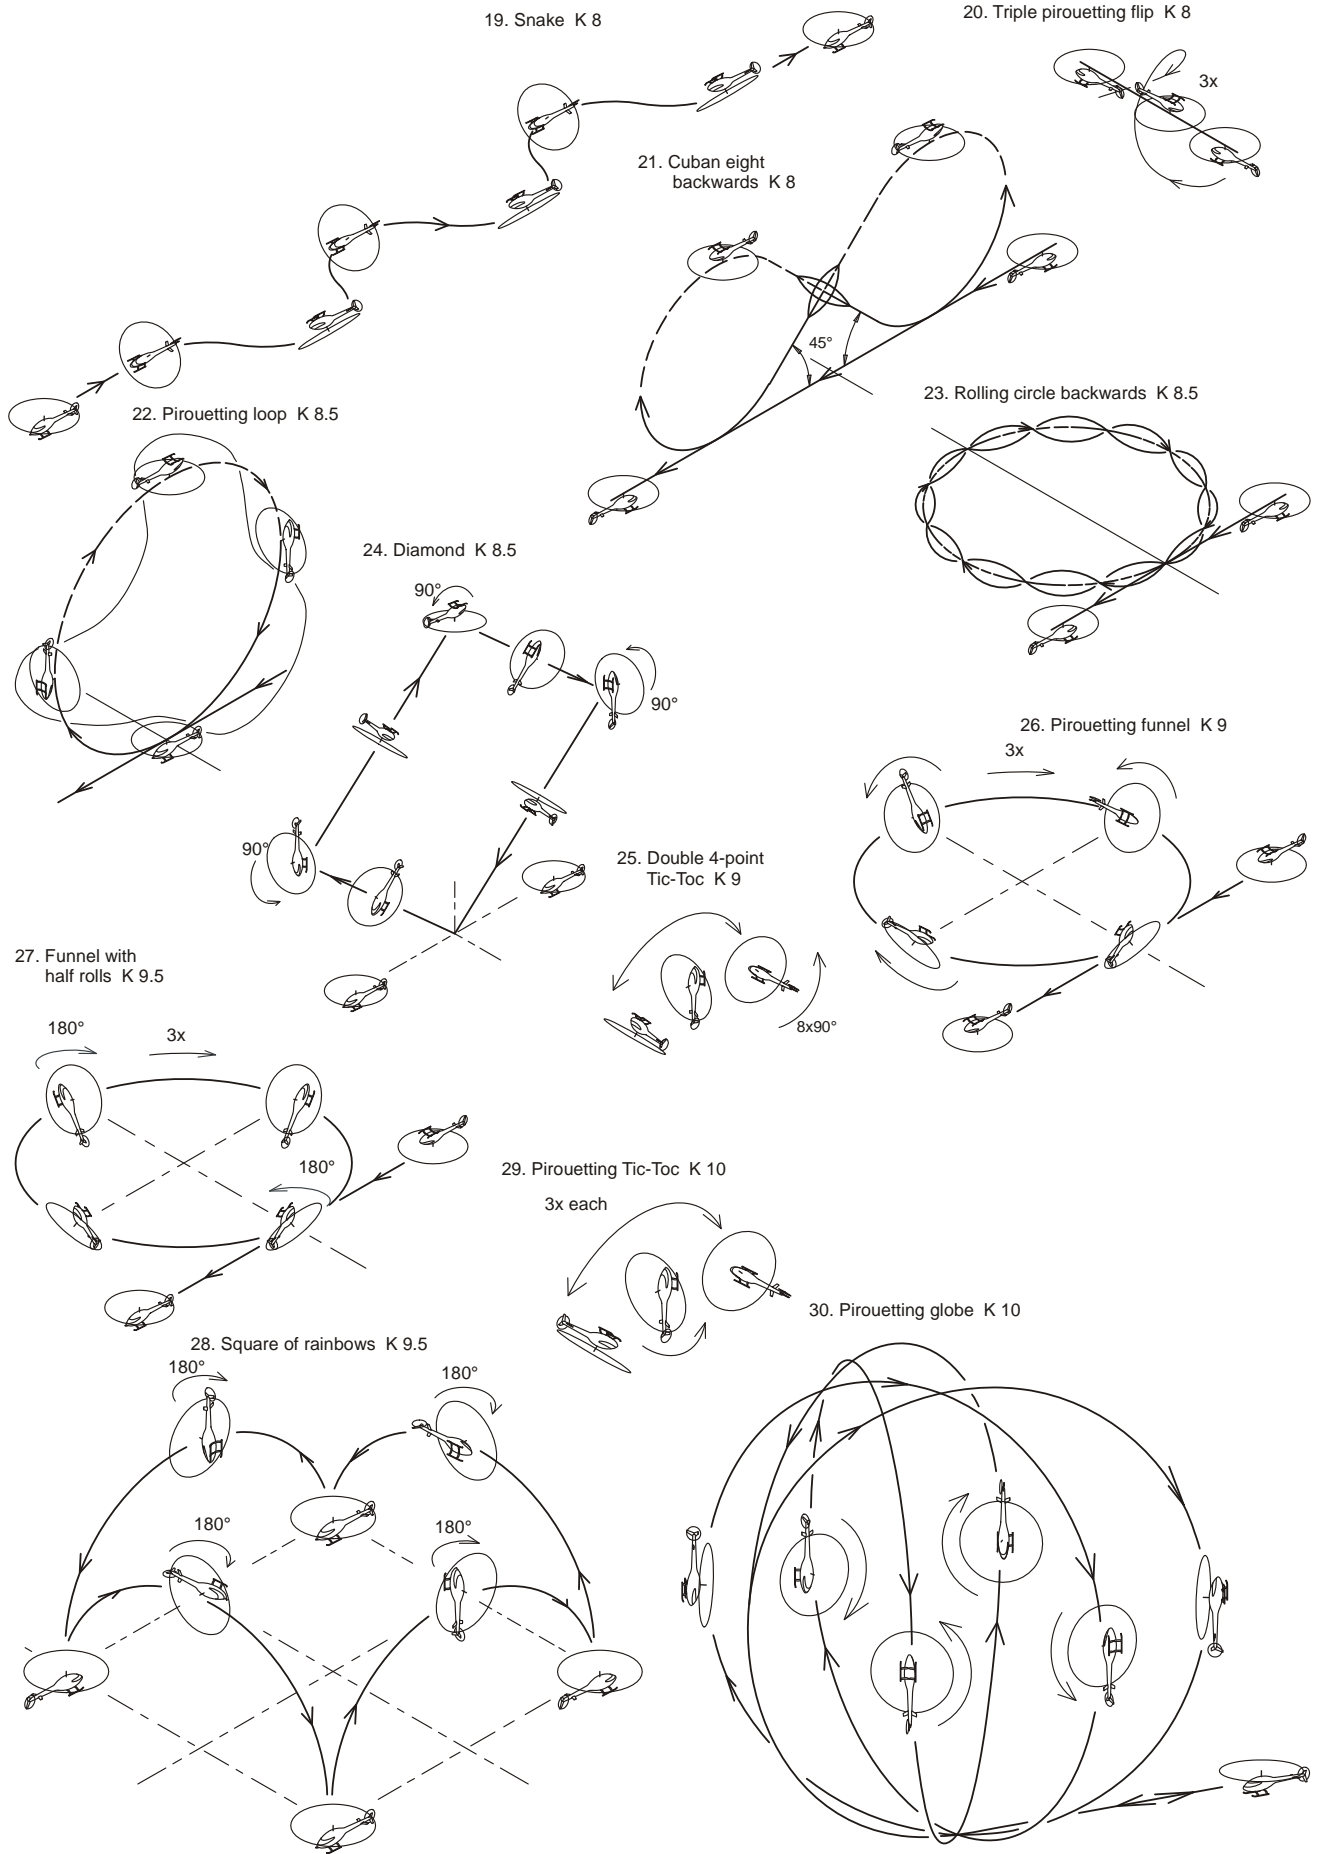 19. Snake K 8
20. Triple pirouetting flip K 8
3x
21. Cuban eight
backwards K 8
45°
22. Pirouetting loop K 8.5
23. Rolling circle backwards K 8.5
24. Diamond K 8.5
90°
90°
90°
25. Double 4-point
Tic-Toc K 9
8x90°
26. Pirouetting funnel K 9
3x
27. Funnel with
half rolls K 9.5
180°
3x
180°
28. Square of rainbows K 9.5
180°
180°
180°
180°
29. Pirouetting Tic-Toc K 10
3x each
30. Pirouetting globe K 10